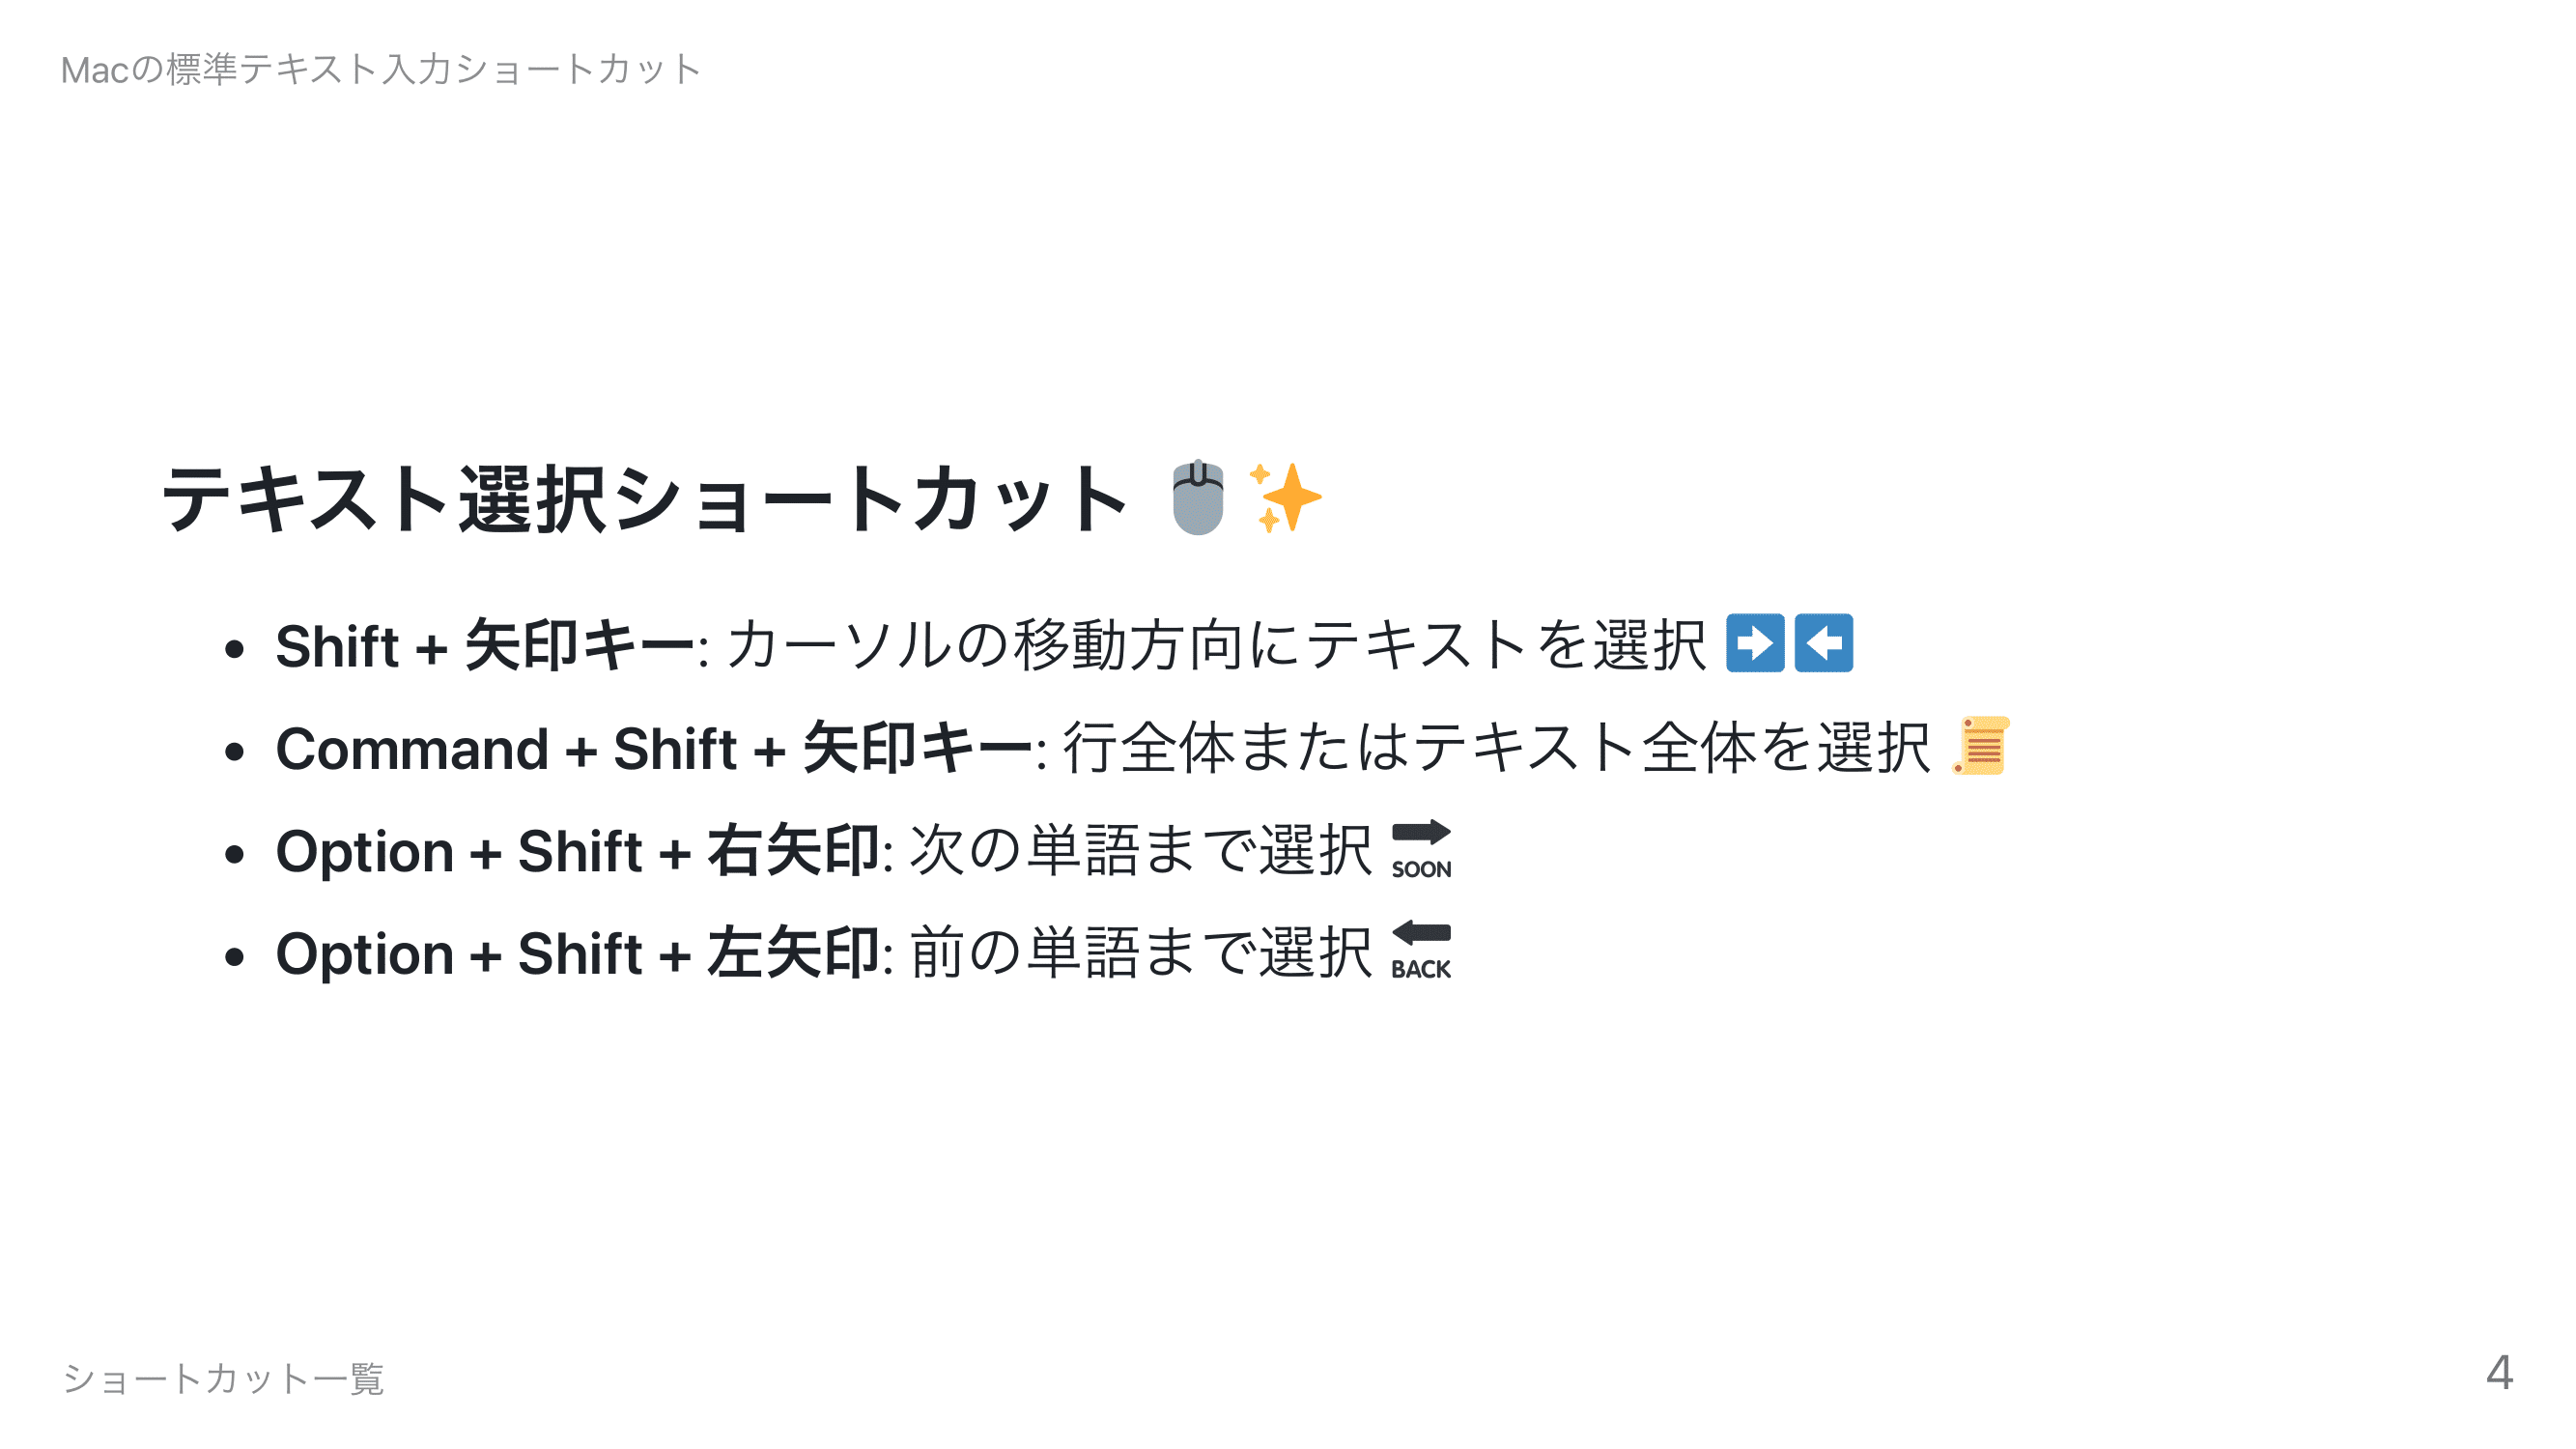 Macの標準テキスト入力ショートカット
テキスト選択ショートカット 🖱️✨
• Shift + 矢印キー: カーソルの移動方向にテキストを選択 ➡️⬅️
• Command + Shift + 矢印キー: 行全体またはテキスト全体を選択 📜
• Option + Shift + 右矢印: 次の単語まで選択 🔜
• Option + Shift + 左矢印: 前の単語まで選択 🔙
ショートカット一覧
4